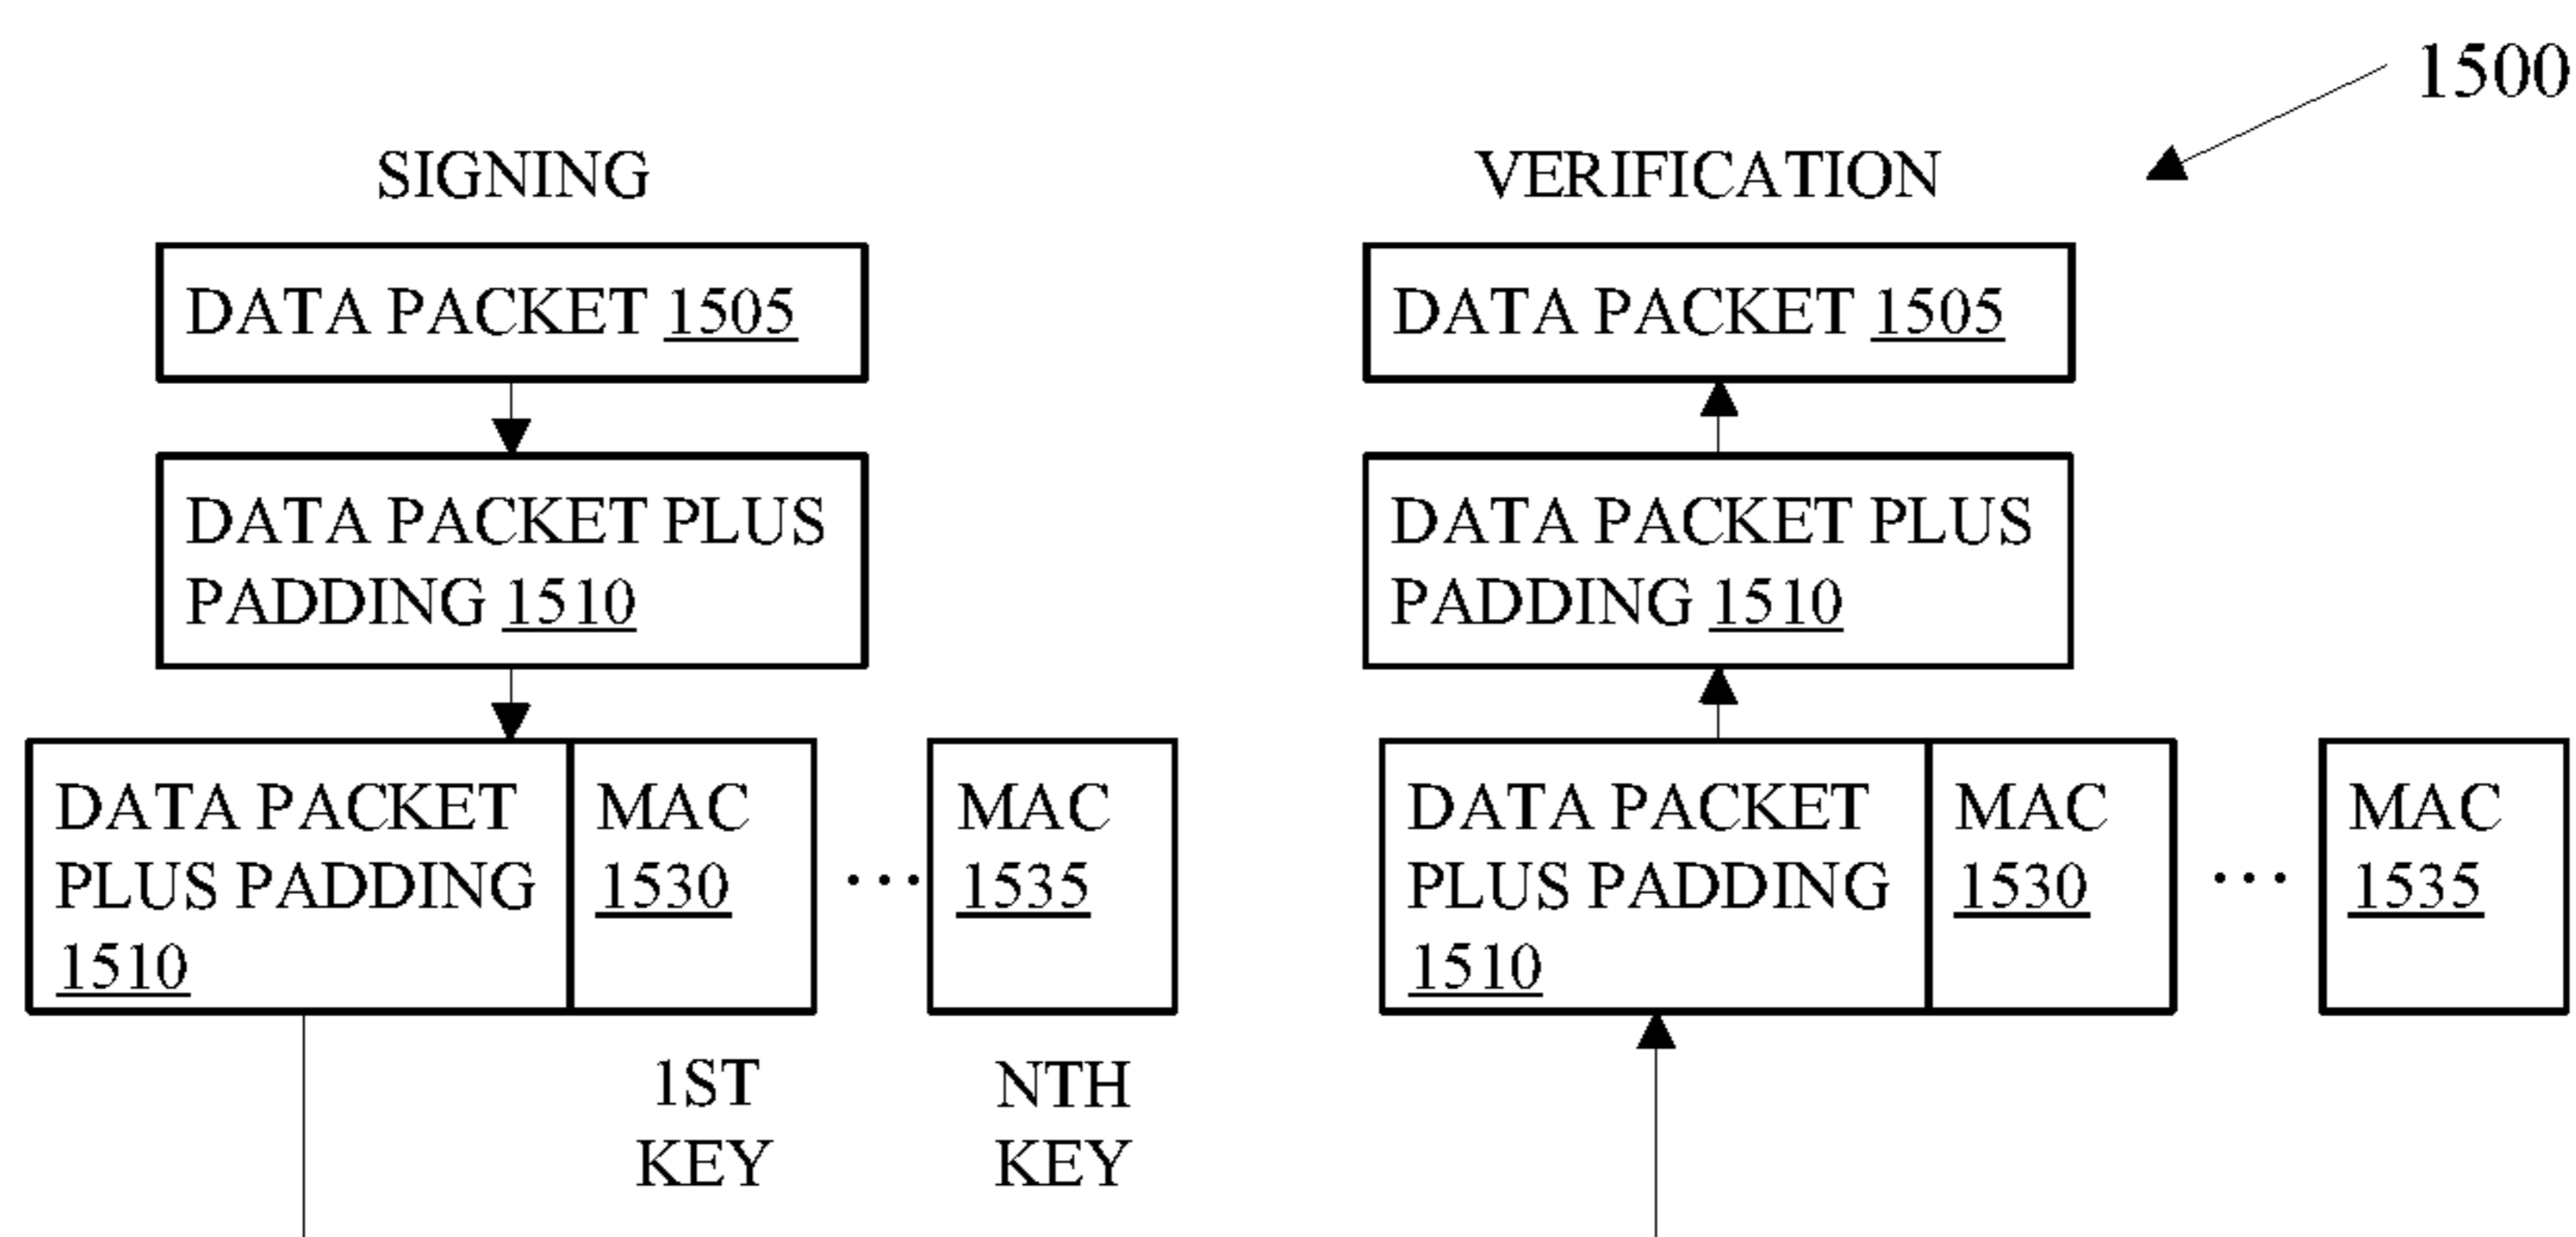 1500
SIGNING
VERIFICATION
DATA PACKET 1505
DATA PACKET 1505
DATA PACKET PLUS
PADDING 1510
DATA PACKET PLUS
PADDING 1510
DATA PACKET
PLUS PADDING
1510
MAC
1530
...
MAC
1535
DATA PACKET
PLUS PADDING
1510
MAC
1530
...
MAC
1535
1ST
KEY
NTH
KEY